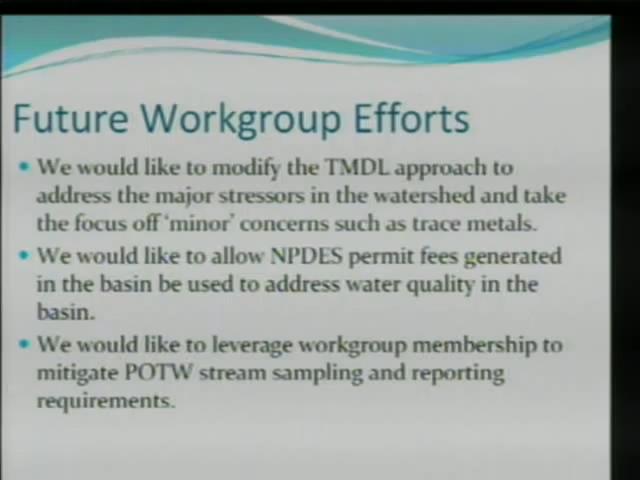 Future Workgroup Efforts
We would like to modify the TMDL approach to
address the major stressors in the watershed and take
the focus off 'minor' concerns such as trace metals.
We would like to allow NPDES permit fees generated
in the basin be used to address water quality in the
basin.
We would like to leverage workgroup membership to
mitigate POTW stream sampling and reporting
requirements.